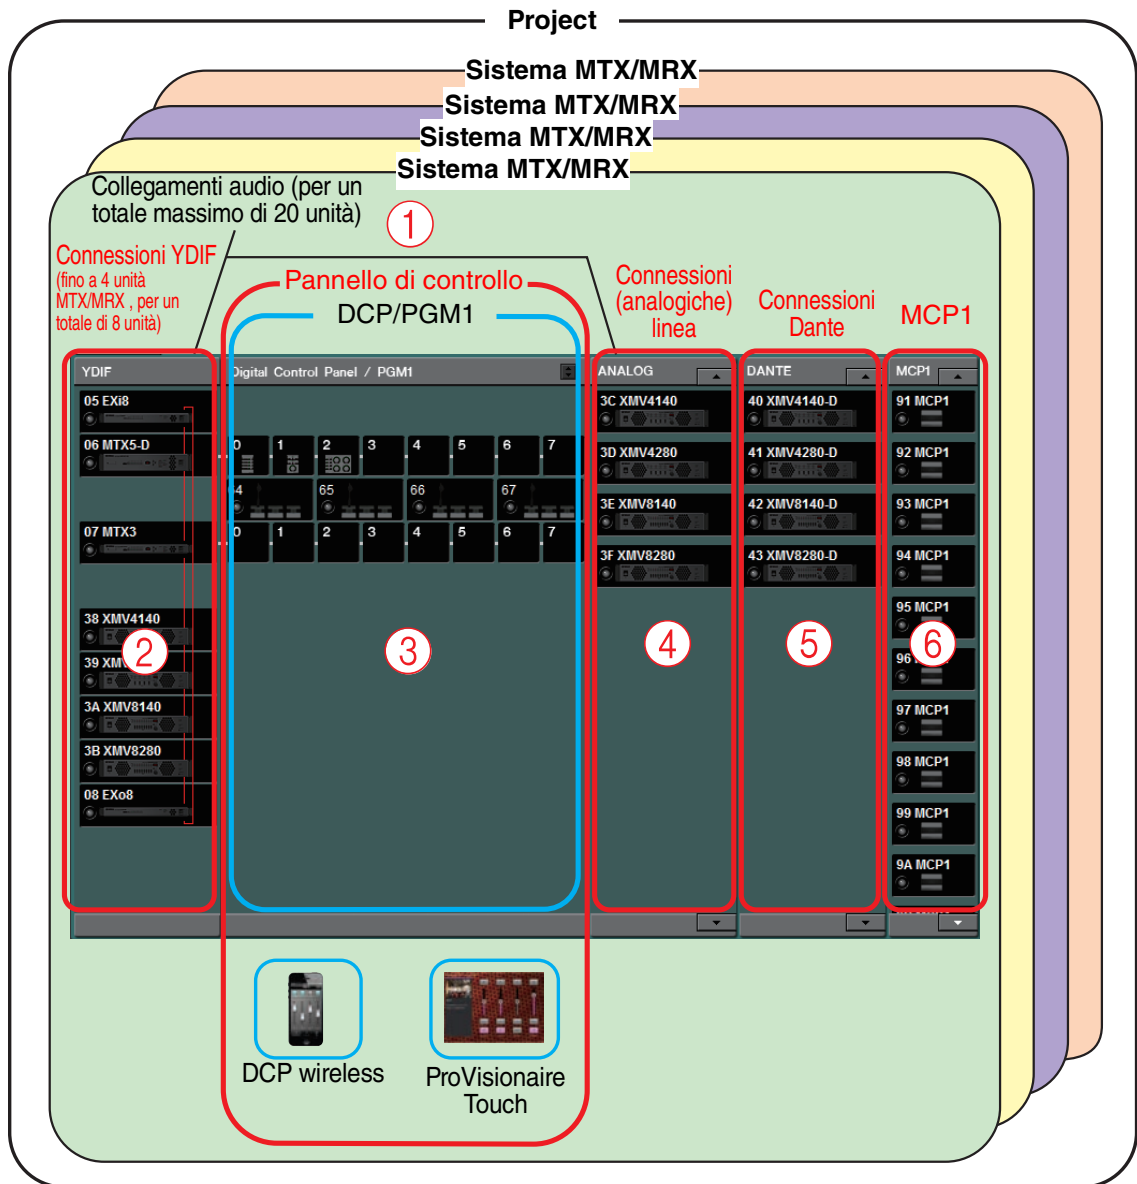 Project
Sistema MTX/MRX
Sistema MTX/MRX
Sistema MTX/MRX
Sistema MTX/MRX
Collegamenti audio (per un
totale massimo di 20 unità)
1
Connessioni YDIF
(fino a 4 unità
MTX/MRX , per un
totale di 8 unità)
Pannello di controllo
DCP/PGM1
Connessioni
(analogiche)
linea
Connessioni
Dante
MCP1
YDIF
05 EXi8
06 MTX5-D
07 MTX3
38 XMV4140
39 XM
3A XMV8140
3B XMV8280
08 EXo8
2
Digital Control Panel / PGM1
0 1 2 3 4 5 6 7
64 65 66 67
0 1 2 3 4 5 6 7
3
ANALOG
3C XMV4140
3D XMV4280
3E XMV8140
3F XMV8280
4
DANTE
40 XMV4140-D
41 XMV4280-D
42 XMV8140-D
43 XMV8280-D
5
MCP1
91 MCP1
92 MCP1
93 MCP1
94 MCP1
95 MCP1
96
97 MCP1
98 MCP1
99 MCP1
9A MCP1
6
DCP wireless
ProVisionaire
Touch